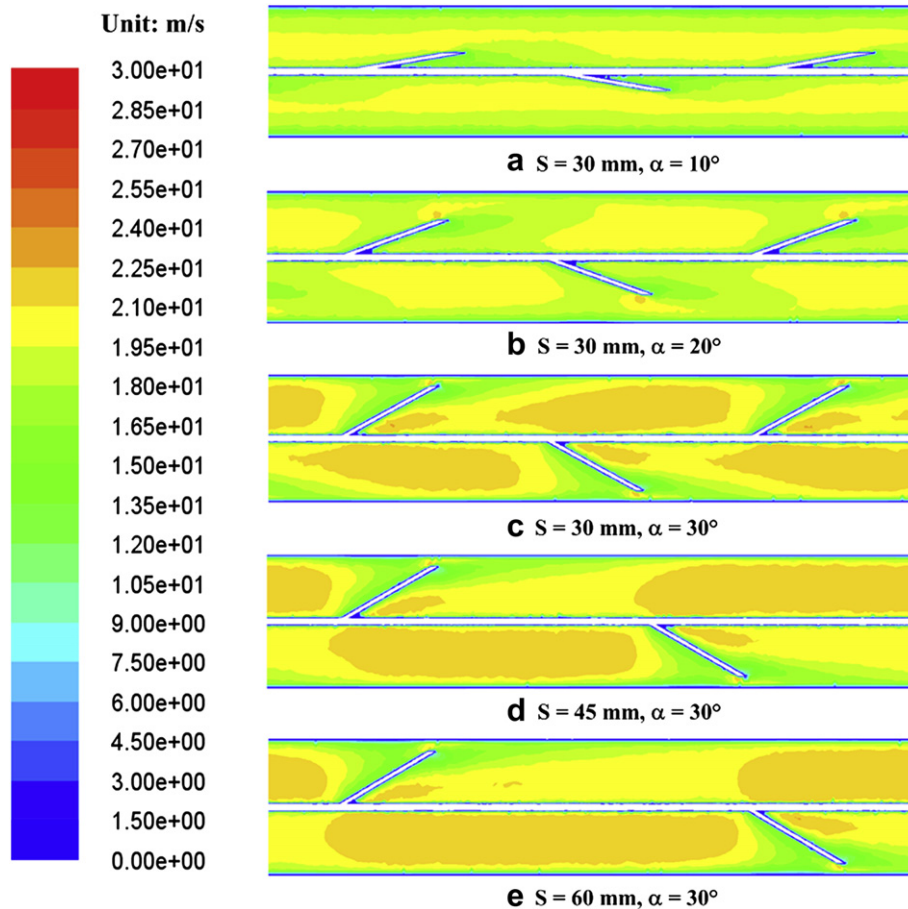 Unit: m/s
3.00e+01
2.85e+01
2.70e+01
2.55e+01
2.40e+01
2.25e+01
2.10e+01
1.95e+01
1.80e+01
1.65e+01
1.50e+01
1.35e+01
1.20e+01
1.05e+01
9.00e+00
7.50e+00
6.00e+00
4.50e+00
3.00e+00
1.50e+00
0.00e+00
a S = 30 mm, α = 10°
b S = 30 mm, α = 20°
c S = 30 mm, α = 30°
d S = 45 mm, α = 30°
e S = 60 mm, α = 30°